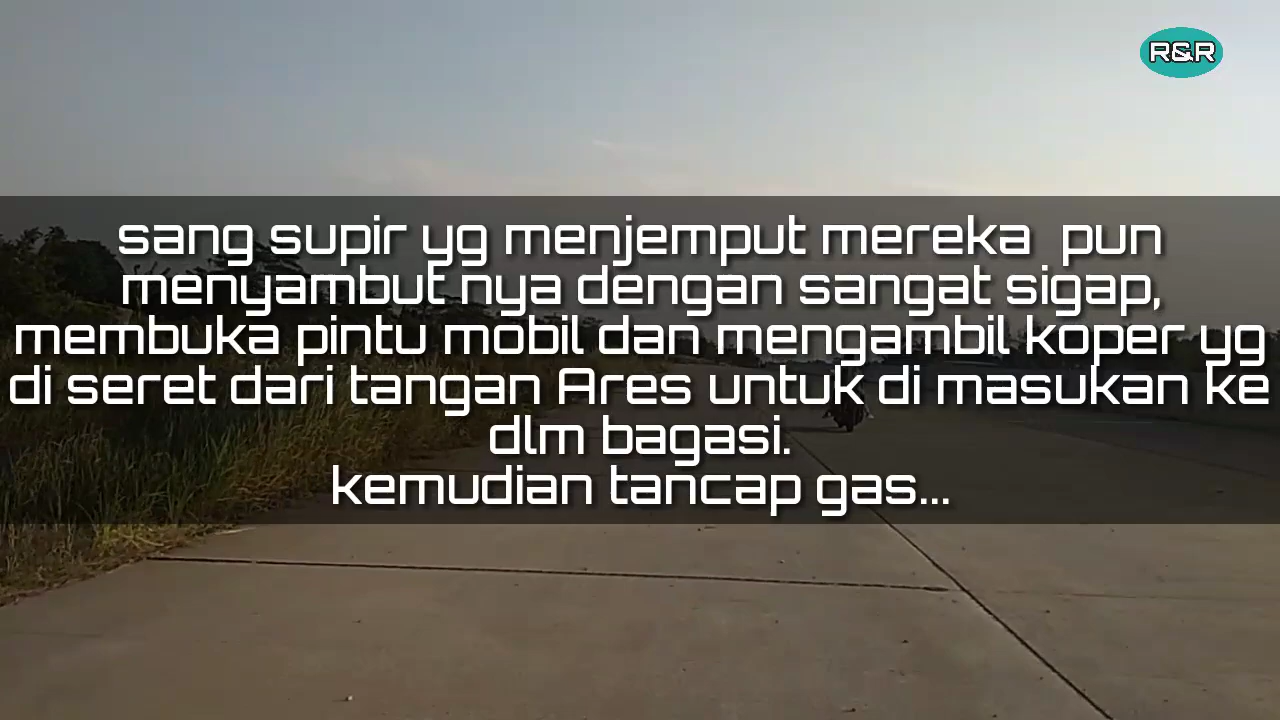 R&R
sang supir yg menjemput mereka pun
menyambut nya dengan sangat sigap,
membuka pintu mobil dan mengambil koper yg
di seret dari tangan Ares untuk di masukan ke
dlm bagasi.
kemudian tancap gas...